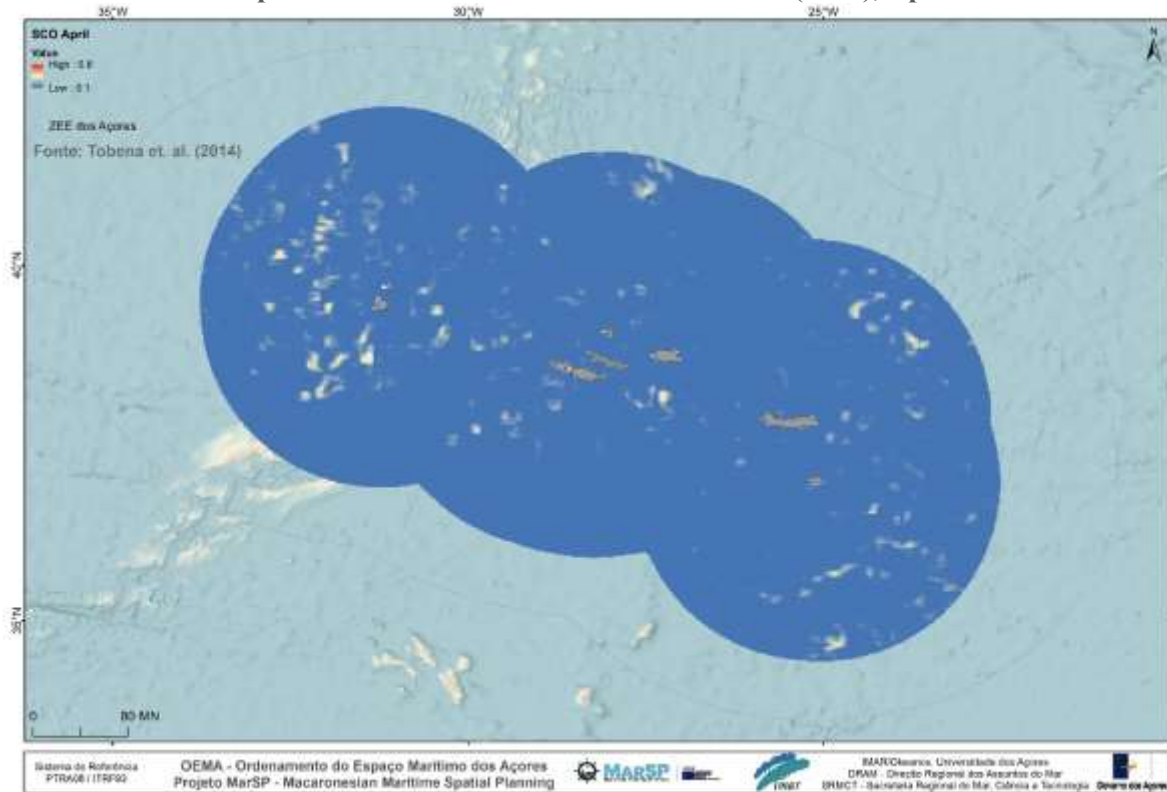 35°W 30°W 25°W
SCO April
Value
High : 0.8
Low : 0.1
ZEE dos Açores
Fonte: Tobena et. al. (2014)
N
40°N
35°N
0 80 MN
Sistema de Referência
PTRA08 / ITRF93
OEMA - Ordenamento do Espaço Marítimo dos Açores
Projeto MarSP - Macaronesian Maritime Spatial Planning
MARSP
IMAR/Okeanos, Universidade dos Açores
DRAM - Direção Regional dos Assuntos do Mar
SRMCT - Secretaria Regional do Mar, Ciência e Tecnologia
Governo dos Açores